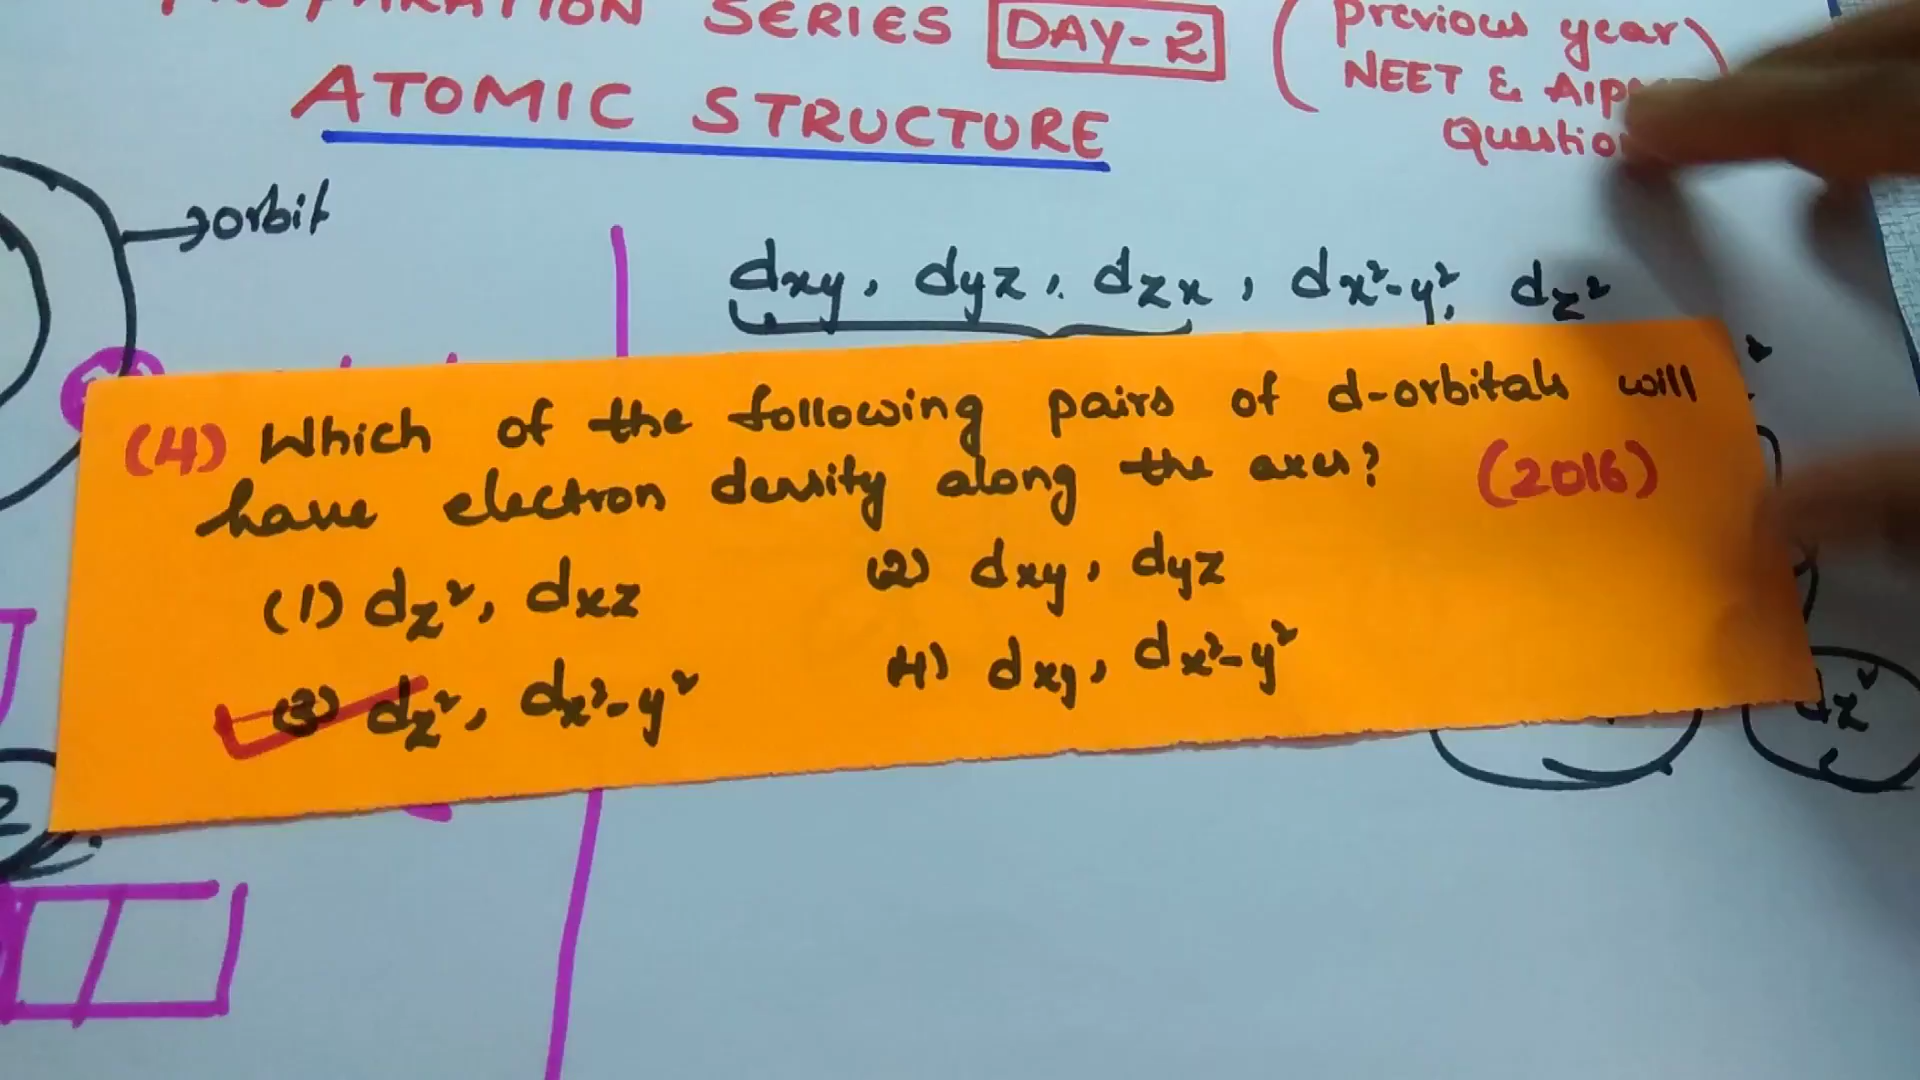 SERIES DAY-2
(previous year)
NEET &
ATOMIC STRUCTURE
→orbit
dxy, dyz, dzx, dx²-y², dz²
(4) Which of the following pairs of d-orbitals will
have electron density along the axes? (2016)
(1) dz², dxz (2) dxy, dyz
(3) dz², dx²-y² (4) dxy, dx²-y²
dz²